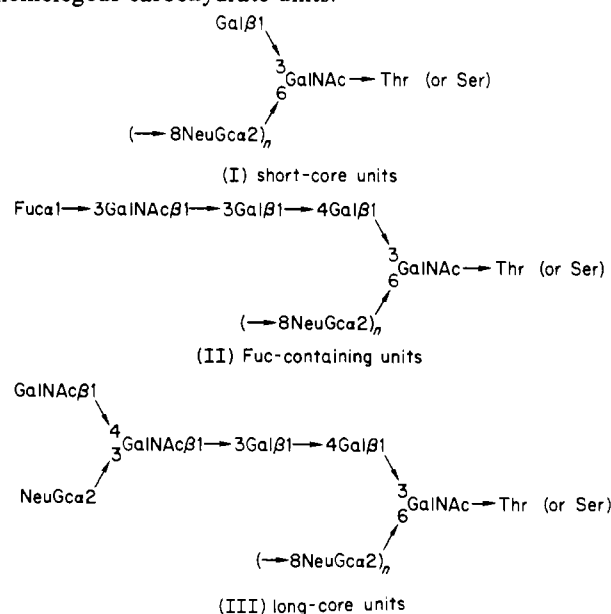 homologous carbohydrate units.
Galβ1
3
GalNAc→Thr (or Ser)
6
(→8NeuGcα2)n
(I) short-core units
Fucα1→3GalNAcβ1→3Galβ1→4Galβ1
3
GalNAc→Thr (or Ser)
6
(→8NeuGcα2)n
(II) Fuc-containing units
GalNAcβ1
4
GalNAcβ1→3Galβ1→4Galβ1
3
NeuGcα2
3
GalNAc→Thr (or Ser)
6
(→8NeuGcα2)n
(III) long-core units